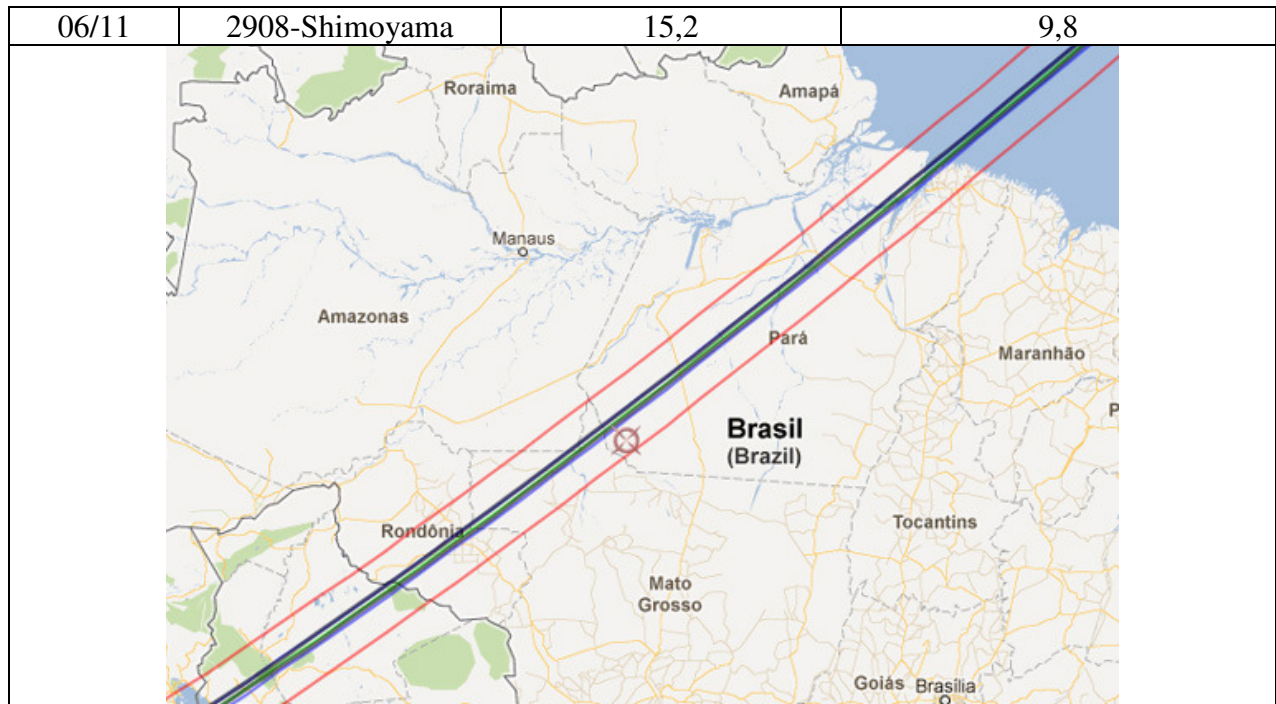 06/11 2908-Shimoyama 15,2 9,8
Roraima
Amapá
Manaus
Amazonas
Pará
Maranhão
P
Brasil
(Brazil)
Rondônia
Tocantins
Mato
Grosso
Goiás
Brasília